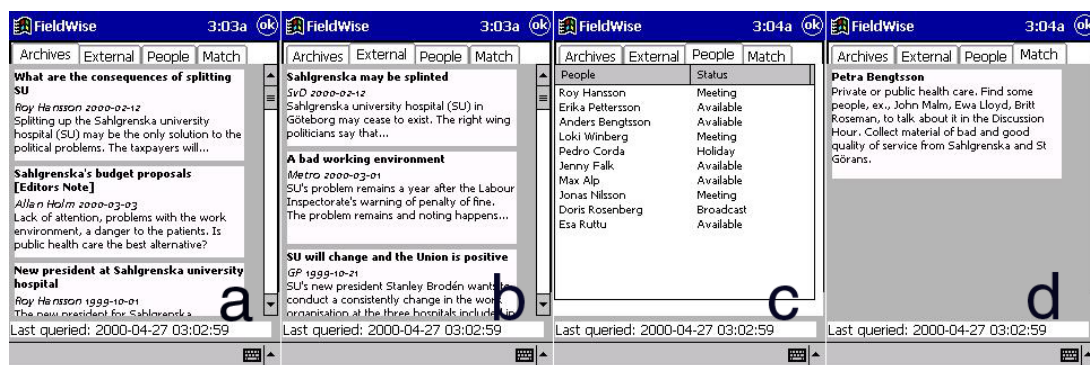 FieldWise 3:03a ok
Archives External People Match
What are the consequences of splitting
SU
Roy Hansson 2000-02-12
Splitting up the Sahlgrenska university
hospital (SU) may be the only solution to the
political problems. The taxpayers will...
Sahlgrenska's budget proposals
[Editors Note]
Allan Holm 2000-03-03
Lack of attention, problems with the work
environment, a danger to the patients. Is
public health care the best alternative?
New president at Sahlgrenska university
hospital
Roy Hansson 1999-10-01
The new president for Sahlgrenska
a
Last queried: 2000-04-27 03:02:59
FieldWise 3:03a ok
Archives External People Match
Sahlgrenska may be splinted
SvD 2000-02-12
Sahlgrenska university hospital (SU) in
Göteborg may cease to exist. The right wing
politicians say that...
A bad working environment
Metro 2000-03-01
SU's problem remains a year after the Labour
Inspectorate's warning of penalty of fine.
The problem remains and noting happens...
SU will change and the Union is positive
GP 1999-10-21
SU's new president Stanley Brodén wants to
conduct a consistently change in the work
organisation at the three hospitals included in
b
Last queried: 2000-04-27 03:02:59
FieldWise 3:04a ok
Archives External People Match
People Status
Roy Hansson Meeting
Erika Pettersson Available
Anders Bengtsson Avaliable
Loki Winberg Meeting
Pedro Corda Holiday
Jenny Falk Available
Max Alp Available
Jonas Nilsson Meeting
Doris Rosenberg Broadcast
Esa Ruttu Available
c
Last queried: 2000-04-27 03:02:59
FieldWise 3:04a ok
Archives External People Match
Petra Bengtsson
Private or public health care. Find some
people, ex., John Malm, Ewa Lloyd, Britt
Roseman, to talk about it in the Discussion
Hour. Collect material of bad and good
quality of service from Sahlgrenska and St
Görans.
d
Last queried: 2000-04-27 03:02:59